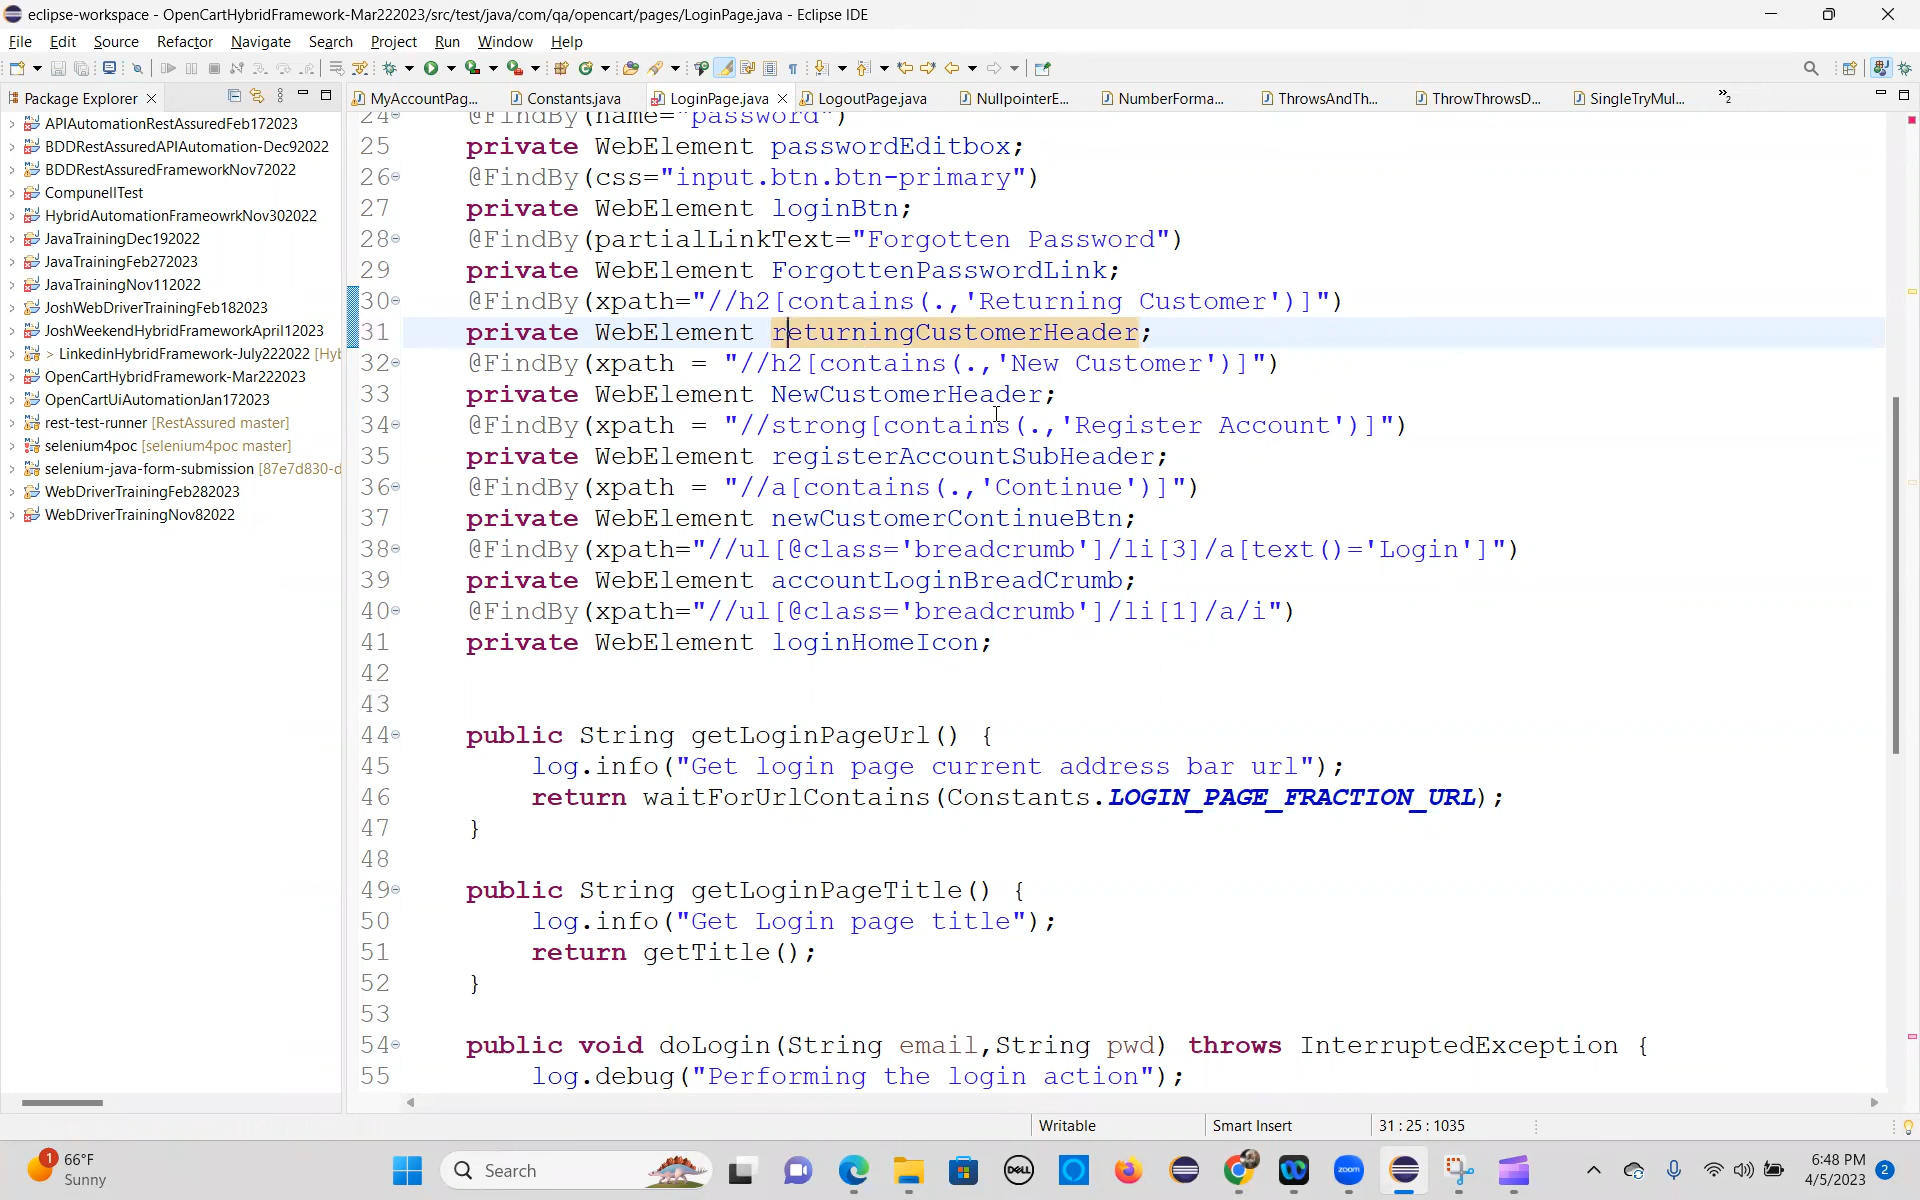 eclipse-workspace - OpenCartHybridFramework-Mar222023/src/test/java/com/qa/opencart/pages/LoginPage.java - Eclipse IDE
File Edit Source Refactor Navigate Search Project Run Window Help
Package Explorer
MyAccountPag... Constants.java LoginPage.java LogoutPage.java NullpointerE... NumberForma... ThrowsAndTh... ThrowThrowsD... SingleTryMul... »2
APIAutomationRestAssuredFeb172023
BDDRestAssuredAPIAutomation-Dec92022
BDDRestAssuredFrameworkNov72022
CompunellTest
HybridAutomationFrameowrkNov302022
JavaTrainingDec192022
JavaTrainingFeb272023
JavaTrainingNov112022
JoshWebDriverTrainingFeb182023
JoshWeekendHybridFrameworkApril12023
> LinkedinHybridFramework-July222022 [Hyb
OpenCartHybridFramework-Mar222023
OpenCartUiAutomationJan172023
rest-test-runner [RestAssured master]
selenium4poc [selenium4poc master]
selenium-java-form-submission [87e7d830-d
WebDriverTrainingFeb282023
WebDriverTrainingNov82022
24 @FindBy(name="password")
25 private WebElement passwordEditbox;
26 @FindBy(css="input.btn.btn-primary")
27 private WebElement loginBtn;
28 @FindBy(partialLinkText="Forgotten Password")
29 private WebElement ForgottenPasswordLink;
30 @FindBy(xpath="//h2[contains(.,'Returning Customer')]")
31 private WebElement returningCustomerHeader;
32 @FindBy(xpath = "//h2[contains(.,'New Customer')]")
33 private WebElement NewCustomerHeader;
34 @FindBy(xpath = "//strong[contains(.,'Register Account')]")
35 private WebElement registerAccountSubHeader;
36 @FindBy(xpath = "//a[contains(.,'Continue')]")
37 private WebElement newCustomerContinueBtn;
38 @FindBy(xpath="//ul[@class='breadcrumb']/li[3]/a[text()='Login']")
39 private WebElement accountLoginBreadCrumb;
40 @FindBy(xpath="//ul[@class='breadcrumb']/li[1]/a/i")
41 private WebElement loginHomeIcon;
42
43
44 public String getLoginPageUrl() {
45 log.info("Get login page current address bar url");
46 return waitForUrlContains(Constants.LOGIN_PAGE_FRACTION_URL);
47 }
48
49 public String getLoginPageTitle() {
50 log.info("Get Login page title");
51 return getTitle();
52 }
53
54 public void doLogin(String email,String pwd) throws InterruptedException {
55 log.debug("Performing the login action");
Writable Smart Insert 31 : 25 : 1035
1 66°F
Sunny
Search
DELL
zoom
6:48 PM
4/5/2023
2